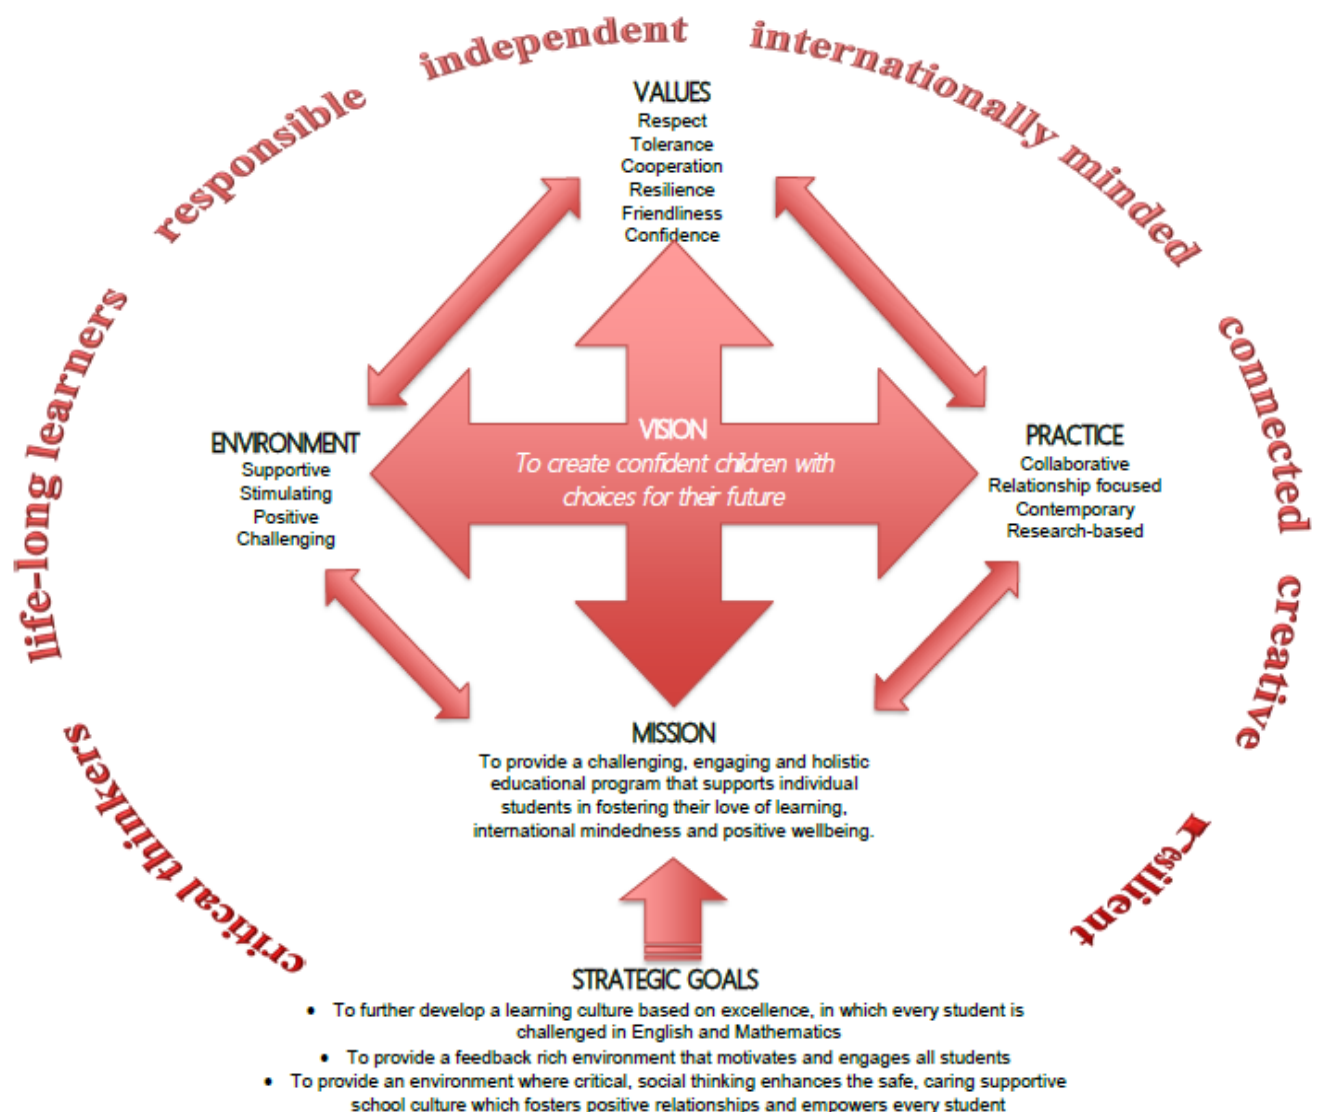 independent
internationally minded
responsible
VALUES
Respect
Tolerance
Cooperation
Resilience
Friendliness
Confidence
life-long learners
connected
VISION
To create confident children with
choices for their future
ENVIRONMENT
Supportive
Stimulating
Positive
Challenging
PRACTICE
Collaborative
Relationship focused
Contemporary
Research-based
creative
MISSION
To provide a challenging, engaging and holistic
educational program that supports individual
students in fostering their love of learning,
international mindedness and positive wellbeing.
critical thinkers
resilient
STRATEGIC GOALS
• To further develop a learning culture based on excellence, in which every student is
challenged in English and Mathematics
• To provide a feedback rich environment that motivates and engages all students
• To provide an environment where critical, social thinking enhances the safe, caring supportive
school culture which fosters positive relationships and empowers every student